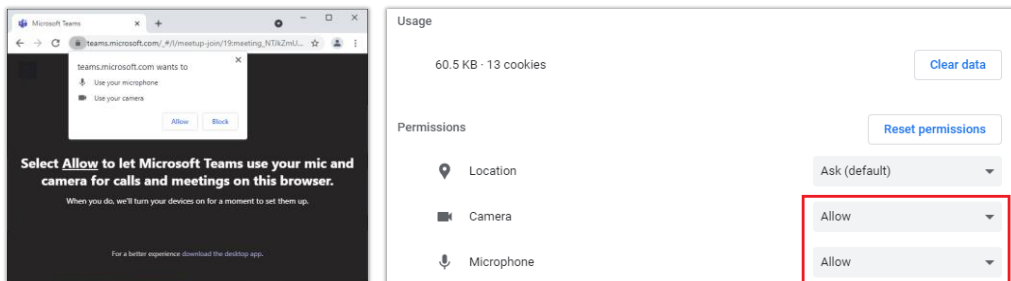 Microsoft Teams
teams.microsoft.com/_#/l/meetup-join/19:meeting_NTJkZmU...
teams.microsoft.com wants to
Use your microphone
Use your camera
Allow
Block
Select Allow to let Microsoft Teams use your mic and
camera for calls and meetings on this browser.
When you do, we'll turn your devices on for a moment to set them up.
For a better experience download the desktop app.
Usage
60.5 KB · 13 cookies
Clear data
Permissions
Reset permissions
Location
Ask (default)
Camera
Allow
Microphone
Allow